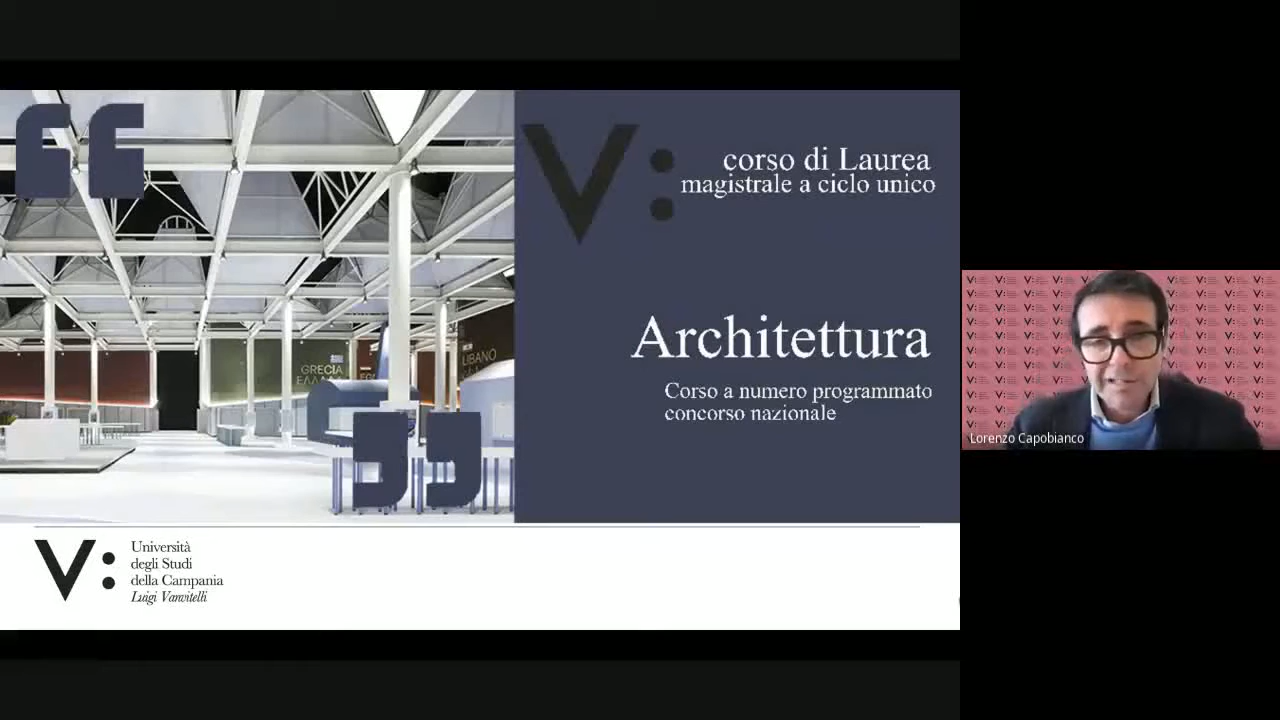 V:
corso di Laurea
magistrale a ciclo unico
Architettura
Corso a numero programmato
concorso nazionale
GRECIA
LIBANO
V:
Università
degli Studi
della Campania
Luigi Vanvitelli
Lorenzo Capobianco